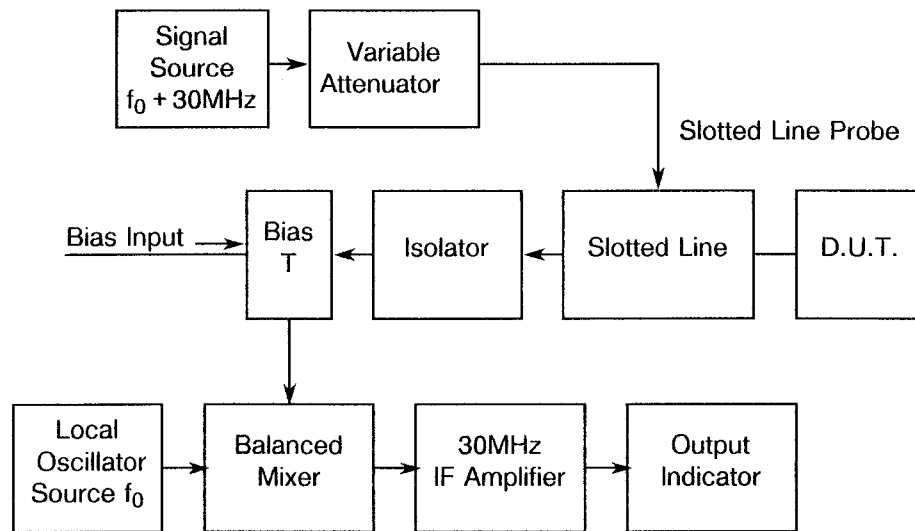 Signal
Source
f₀ + 30MHz
Variable
Attenuator
Slotted Line Probe
Bias Input
Bias
T
Isolator
Slotted Line
D.U.T.
Local
Oscillator
Source f₀
Balanced
Mixer
30MHz
IF Amplifier
Output
Indicator